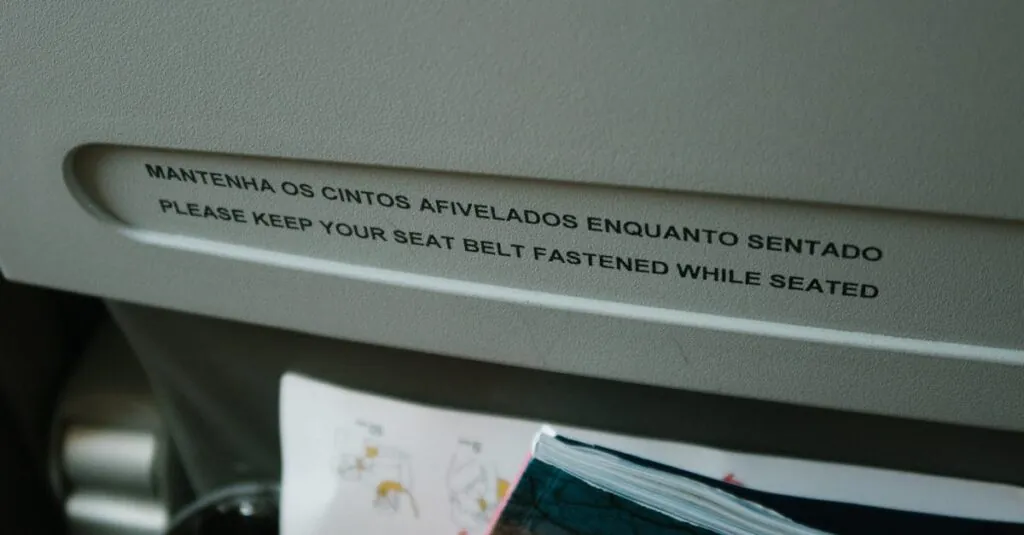 MANTENHA OS CINTOS AFIVELADOS ENQUANTO SENTADO
PLEASE KEEP YOUR SEAT BELT FASTENED WHILE SEATED